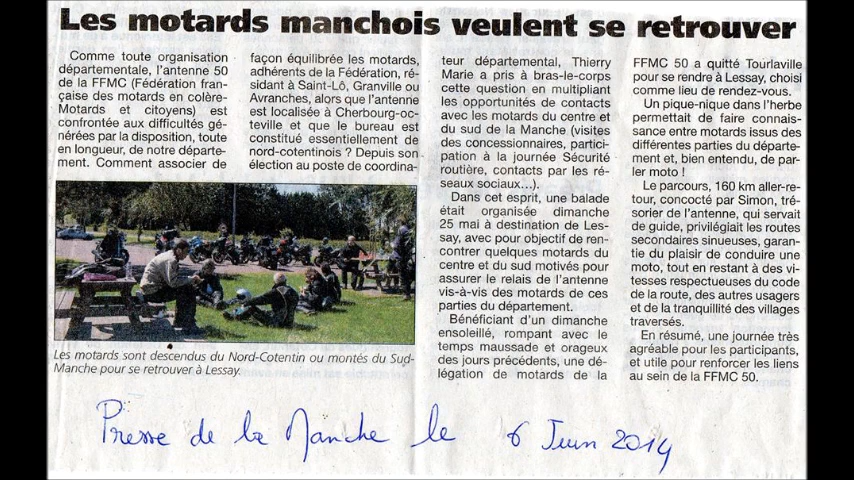 Les motards manchois veulent se retrouver
Comme toute organisation
départementale, l'antenne 50
de la FFMC (Fédération fran-
çaise des motards en colère-
Motards et citoyens) est
confrontée aux difficultés gé-
nérées par la disposition, toute
en longueur, de notre départe-
ment. Comment associer de
façon équilibrée les motards,
adhérents de la Fédération, ré-
sidant à Saint-Lô, Granville ou
Avranches, alors que l'antenne
est localisée à Cherbourg-oc-
teville et que le bureau est
constitué essentiellement de
nord-cotentinois ? Depuis son
élection au poste de coordina-
teur départemental, Thierry
Marie a pris à bras-le-corps
cette question en multipliant
les opportunités de contacts
avec les motards du centre et
du sud de la Manche (visites
des concessionnaires, partici-
pation à la journée Sécurité
routière, contacts par les ré-
seaux sociaux...).
Dans cet esprit, une balade
était organisée dimanche
25 mai à destination de Les-
say, avec pour objectif de ren-
contrer quelques motards du
centre et du sud motivés pour
assurer le relais de l'antenne
vis-à-vis des motards de ces
parties du département.
Bénéficiant d'un dimanche
ensoleillé, rompant avec le
temps maussade et orageux
des jours précédents, une dé-
légation de motards de la
FFMC 50 a quitté Tourlaville
pour se rendre à Lessay, choisi
comme lieu de rendez-vous.
Un pique-nique dans l'herbe
permettait de faire connais-
sance entre motards issus des
différentes parties du départe-
ment et, bien entendu, de par-
ler moto !
Le parcours, 160 km aller-re-
tour, concocté par Simon, tré-
sorier de l'antenne, qui servait
de guide, privilégiait les routes
secondaires sinueuses, garan-
tie du plaisir de conduire une
moto, tout en restant à des vi-
tesses respectueuses du code
de la route, des autres usagers
et de la tranquilité des villages
traversés.
En résumé, une journée très
agréable pour les participants,
et utile pour renforcer les liens
au sein de la FFMC 50.
Les motards sont descendus du Nord-Cotentin ou montés du Sud-
Manche pour se retrouver à Lessay.
Presse de la Manche le 6 Juin 2014